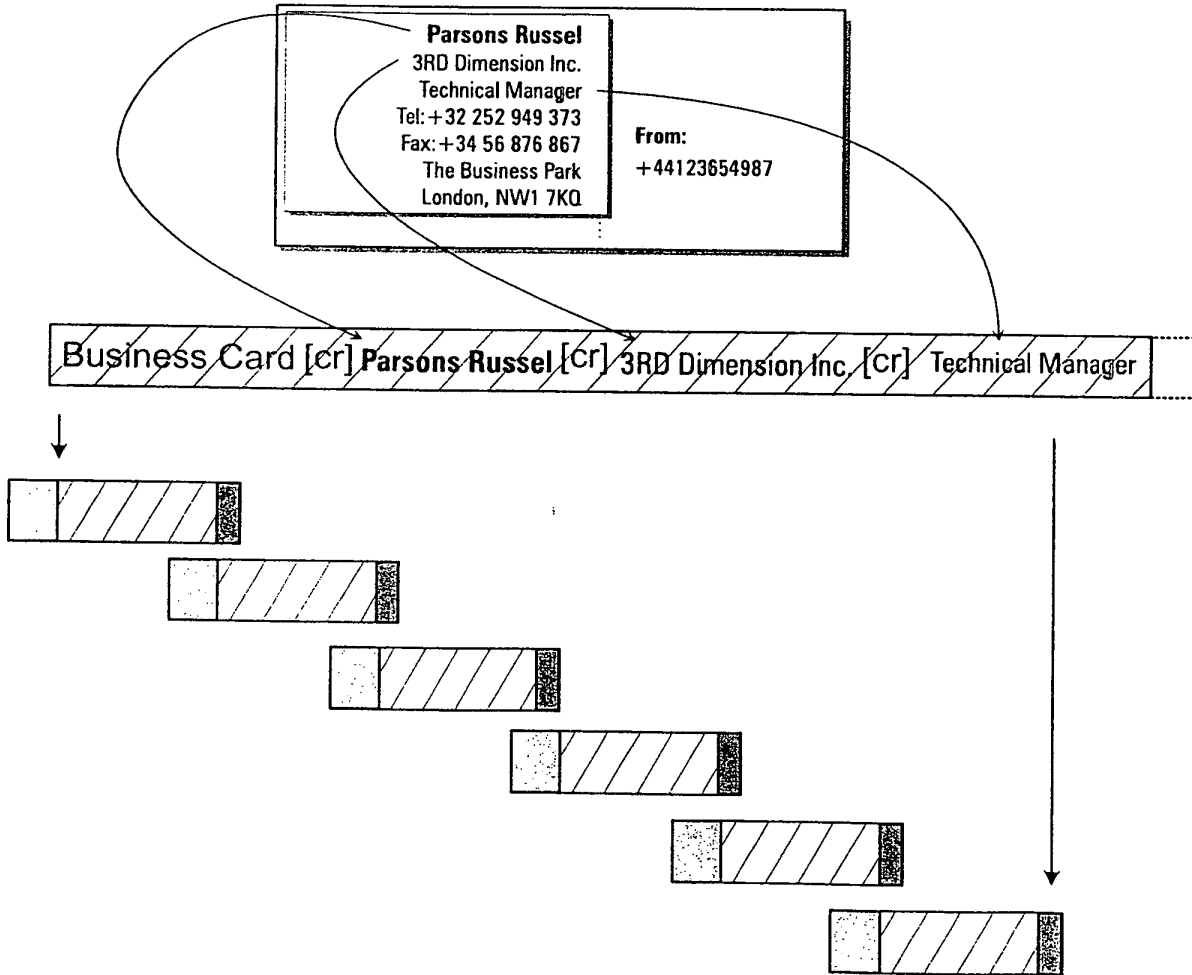 Parsons Russel
3RD Dimension Inc.
Technical Manager
Tel: +32 252 949 373
Fax: +34 56 876 867
The Business Park
London, NW1 7KQ
From:
+44123654987
Business Card [cr] Parsons Russel [cr] 3RD Dimension Inc. [cr] Technical Manager